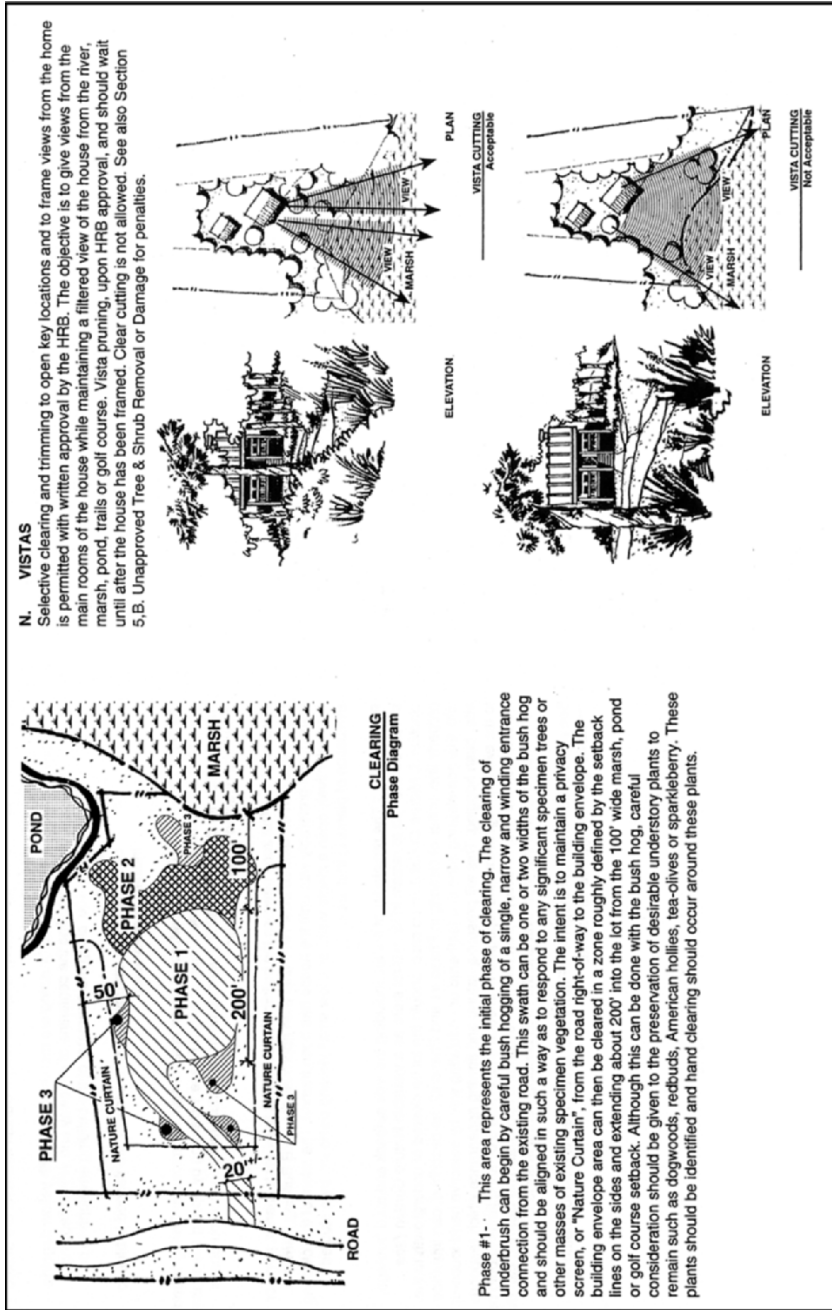 POND
MARSH
PHASE 2
PHASE 3
PHASE 1
50'
100'
200'
20'
PHASE 3
NATURE CURTAIN
NATURE CURTAIN
PHASE 3
ROAD
CLEARING
Phase Diagram
Phase #1- This area represents the initial phase of clearing. The clearing of
underbrush can begin by careful bush hogging of a single, narrow and winding entrance
connection from the existing road. This swath can be one or two widths of the bush hog
and should be aligned in such a way as to respond to any significant specimen trees or
other masses of existing specimen vegetation. The intent is to maintain a privacy
screen, or "Nature Curtain", from the road right-of-way to the building envelope. The
building envelope area can then be cleared in a zone roughly defined by the setback
lines on the sides and extending about 200' into the lot from the 100' wide marsh, pond
or golf course setback. Although this can be done with the bush hog, careful
consideration should be given to the preservation of desirable understory plants to
remain such as dogwoods, redbuds, American hollies, tea-olives or sparkleberry. These
plants should be identified and hand clearing should occur around these plants.
N. VISTAS
Selective clearing and trimming to open key locations and to frame views from the home
is permitted with written approval by the HRB. The objective is to give views from the
main rooms of the house while maintaining a filtered view of the house from the river,
marsh, pond, trails or golf course. Vista pruning, upon HRB approval, and should wait
until after the house has been framed. Clear cutting is not allowed. See also Section
5,B. Unapproved Tree & Shrub Removal or Damage for penalties.
VIEW
VIEW
MARSH
ELEVATION
PLAN
VISTA CUTTING
Acceptable
VIEW
VIEW
MARSH
ELEVATION
PLAN
VISTA CUTTING
Not Acceptable